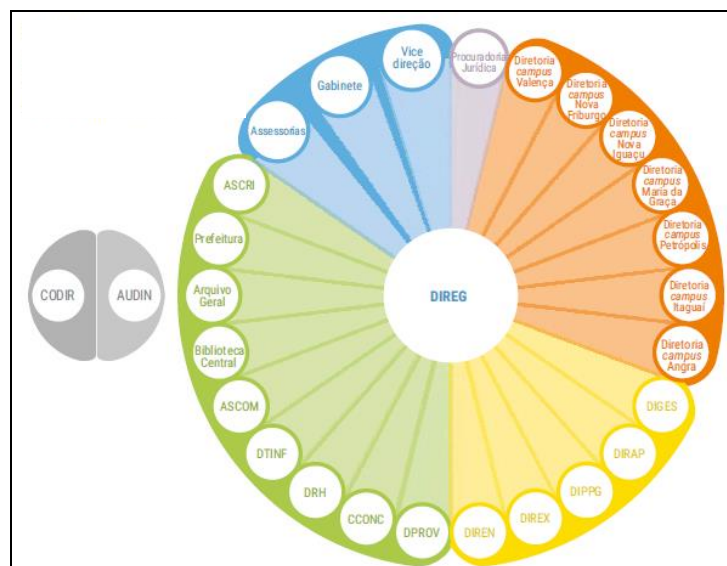 Vice
direção
Procuradoria
Jurídica
Diretoria
campus
Valença
Diretoria
campus
Nova
Friburgo
Diretoria
campus
Nova
Iguaçu
Diretoria
campus
Maria da
Graça
Diretoria
campus
Petrópolis
Diretoria
campus
Itaguaí
Diretoria
campus
Angra
DIGES
DIRAP
DIPPG
DIREX
DIREN
DPROV
CCONC
DRH
DTINF
ASCOM
Biblioteca
Central
Arquivo
Geral
Prefeitura
ASCRI
Assessorias
Gabinete
DIREG
CODIR
AUDIN